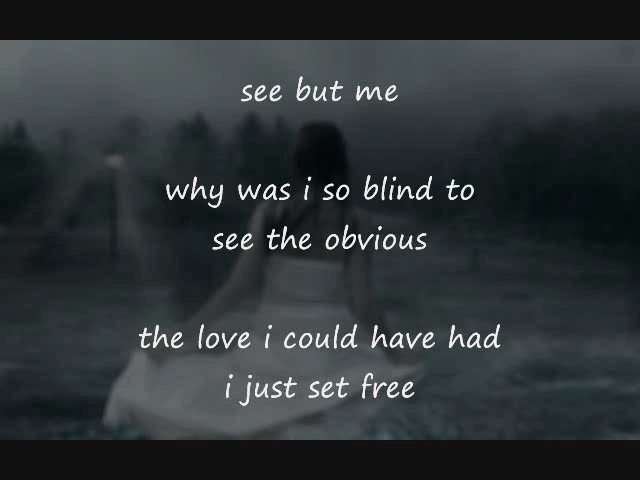 see but me
why was i so blind to
see the obvious
the love i could have had
i just set free